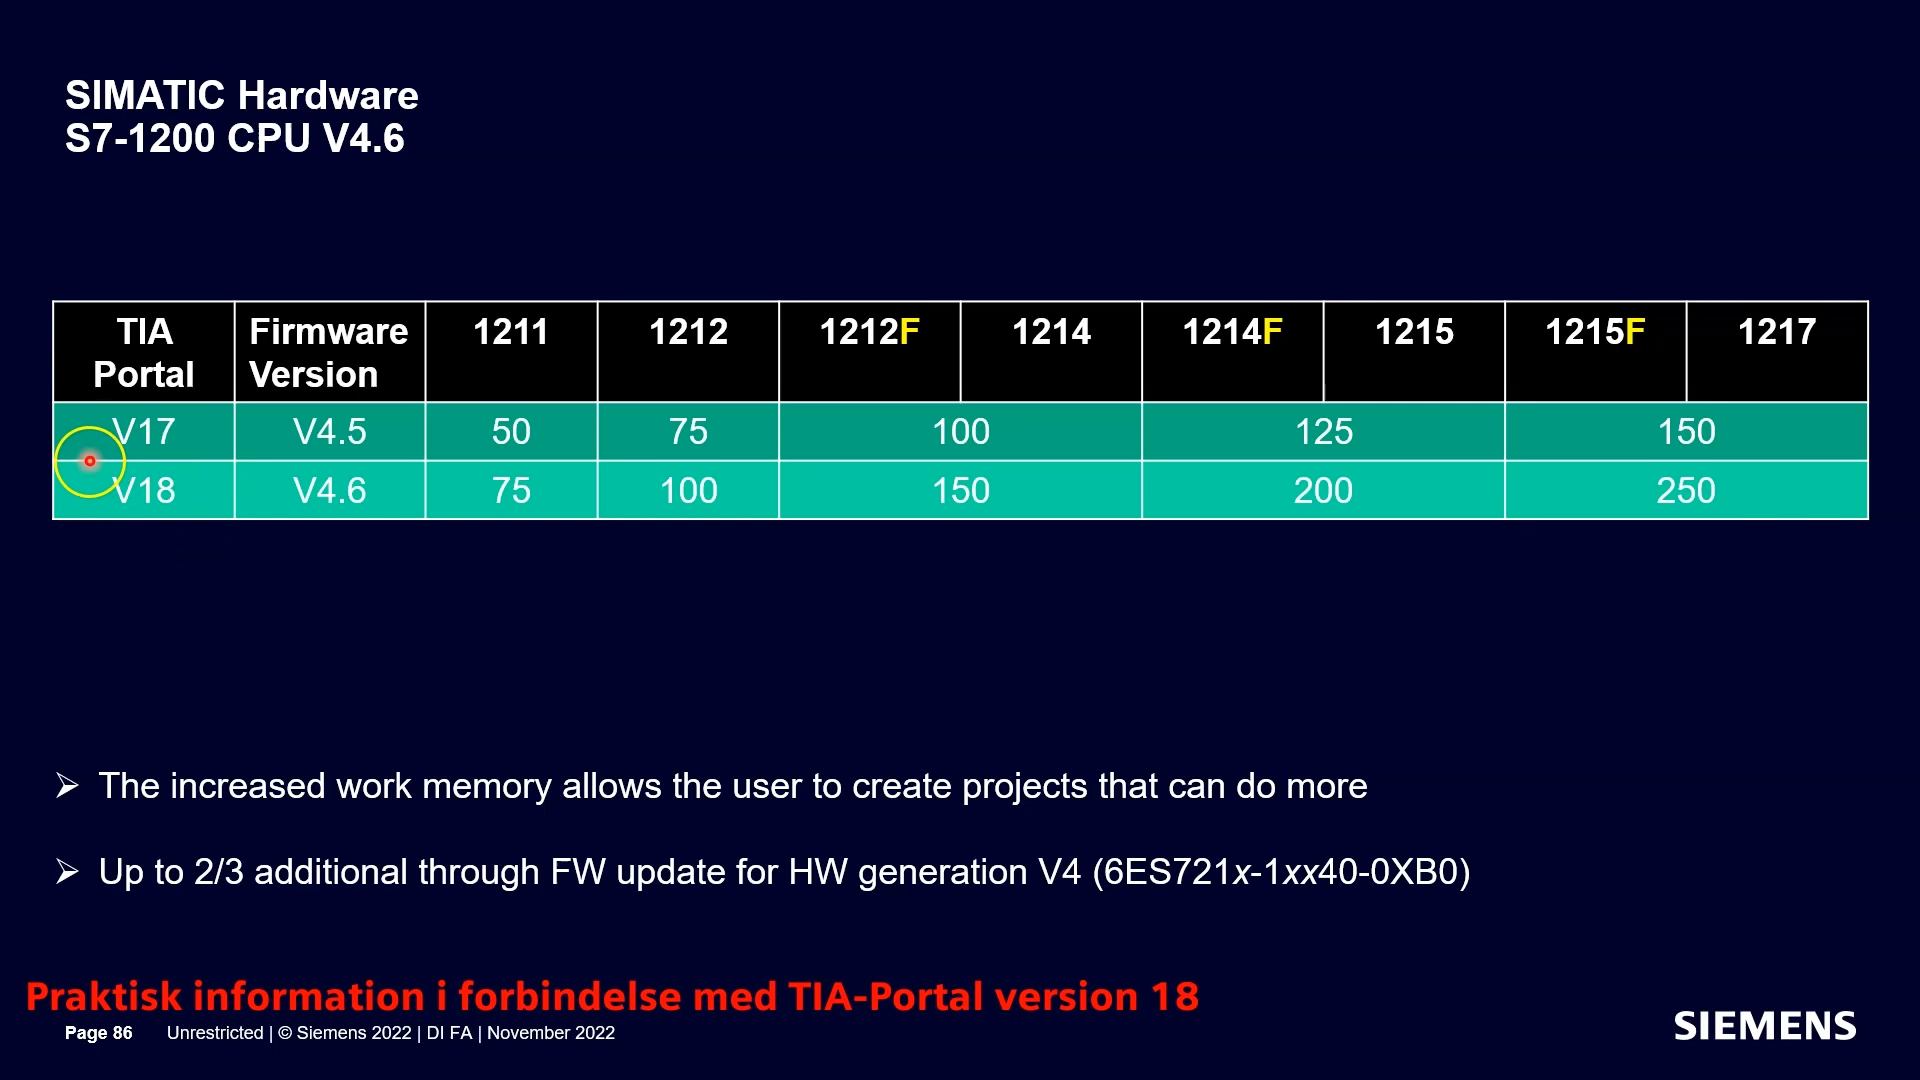 SIMATIC Hardware
S7-1200 CPU V4.6
TIA Portal Firmware Version 1211 1212 1212F 1214 1214F 1215 1215F 1217
V17 V4.5 50 75 100 125 150
V18 V4.6 75 100 150 200 250
➢ The increased work memory allows the user to create projects that can do more
➢ Up to 2/3 additional through FW update for HW generation V4 (6ES721x-1xx40-0XB0)
Praktisk information i forbindelse med TIA-Portal version 18
Page 86 Unrestricted | © Siemens 2022 | DI FA | November 2022
SIEMENS